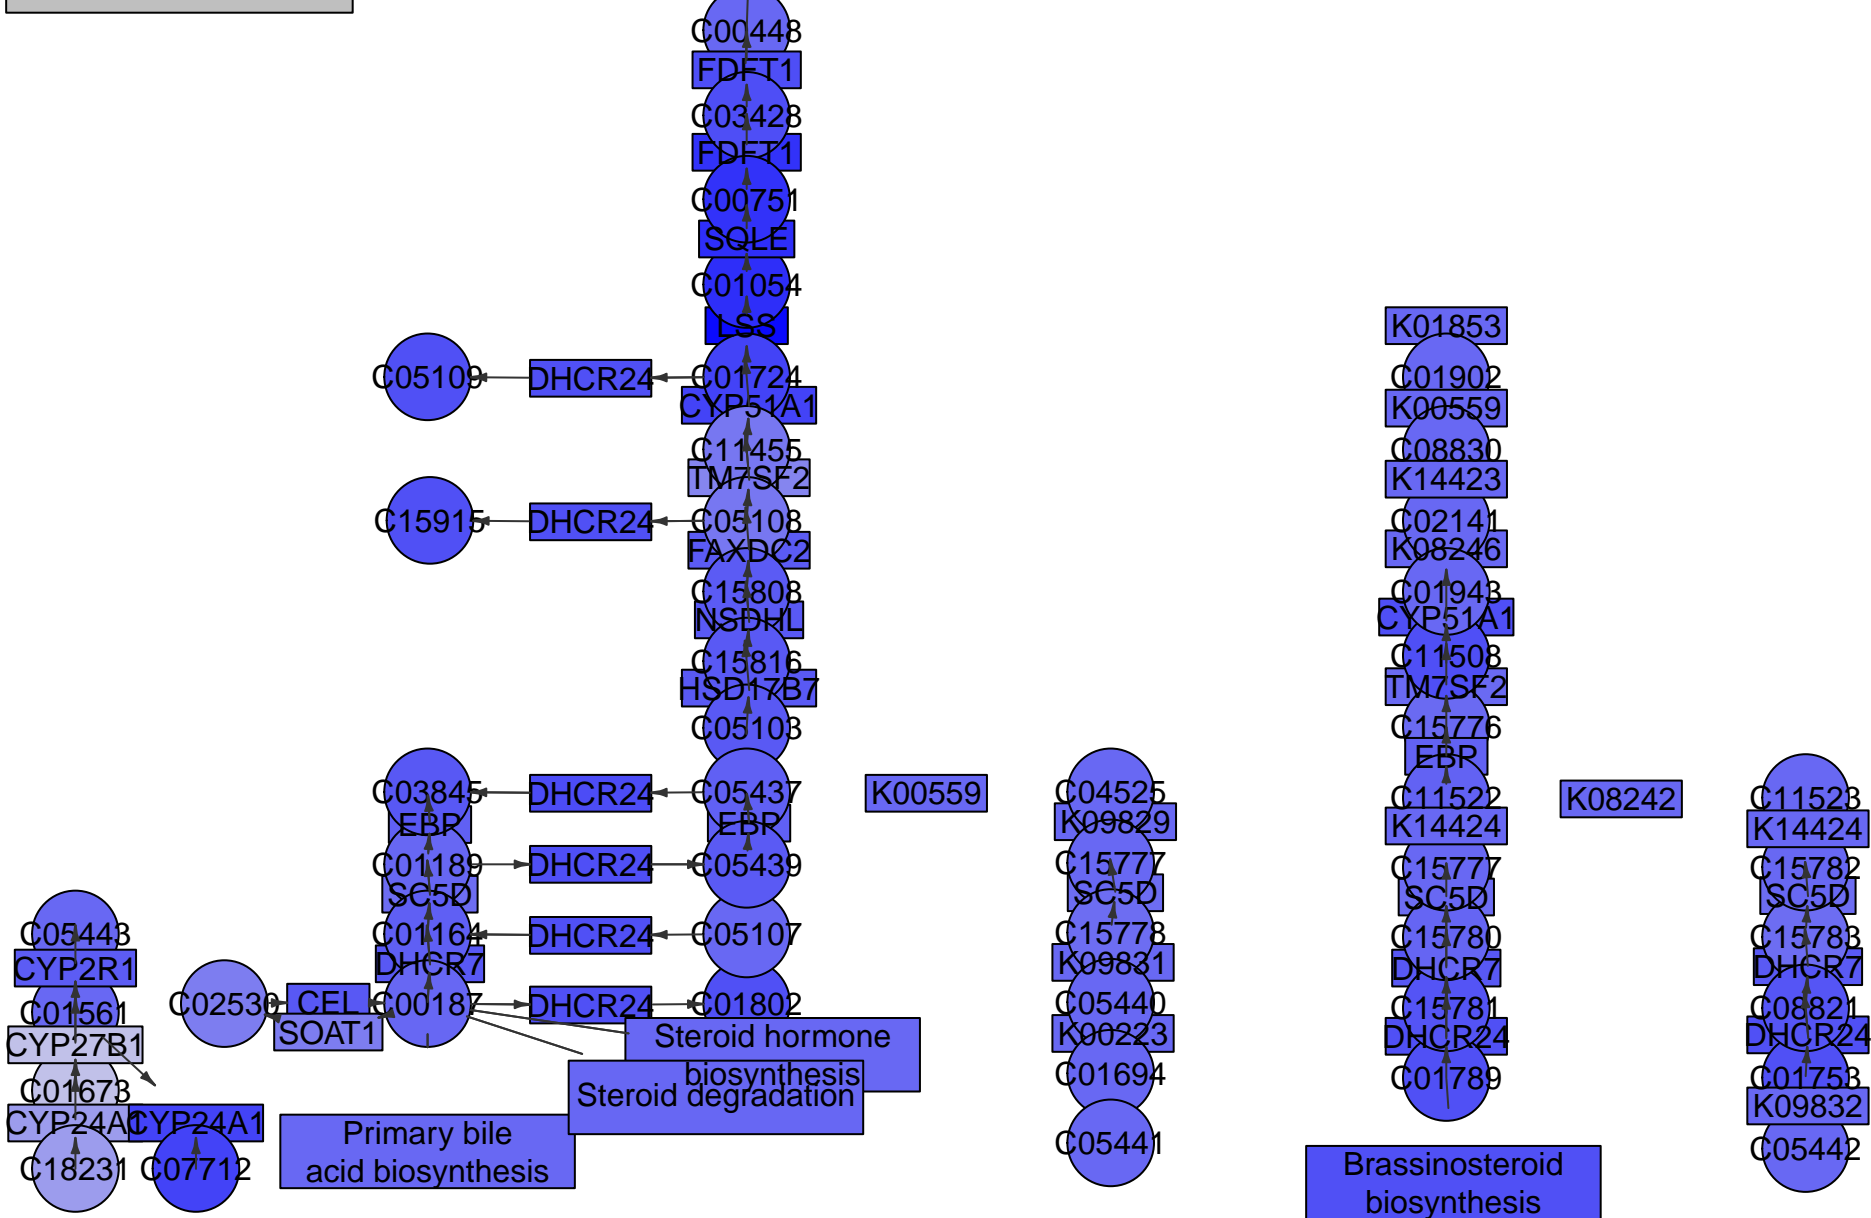 C00448
FDFT1
C03428
FDFT1
C00751
SQLE
C01054
LSS
C05109
DHCR24
C01724
CYP51A1
C11455
TM7SF2
C15915
DHCR24
C05108
FAXDC2
C15808
NSDHL
C15816
HSD17B7
C05103
C03845
DHCR24
C05437
EBP
EBP
C01189
DHCR24
C05439
SC5D
C01164
DHCR24
C05107
DHCR7
C02530
CEL
SOAT1
C00187
DHCR24
C01802
C05443
CYP2R1
C01561
CYP27B1
C01673
CYP24A1
CYP24A1
C18231
C07712
Steroid hormone
biosynthesis
Steroid degradation
Primary bile
acid biosynthesis
K00559
C04525
K09829
C15777
SC5D
C15778
K09831
C05440
K00223
C01694
C05441
K01853
C01902
K00559
C08830
K14423
C02141
K08246
C01943
CYP51A1
C11508
TM7SF2
C15776
EBP
C11522
K14424
C15777
SC5D
C15780
DHCR7
C15781
DHCR24
C01789
Brassinosteroid
biosynthesis
K08242
C11523
K14424
C15782
SC5D
C15783
DHCR7
C08821
DHCR24
C01753
K09832
C05442